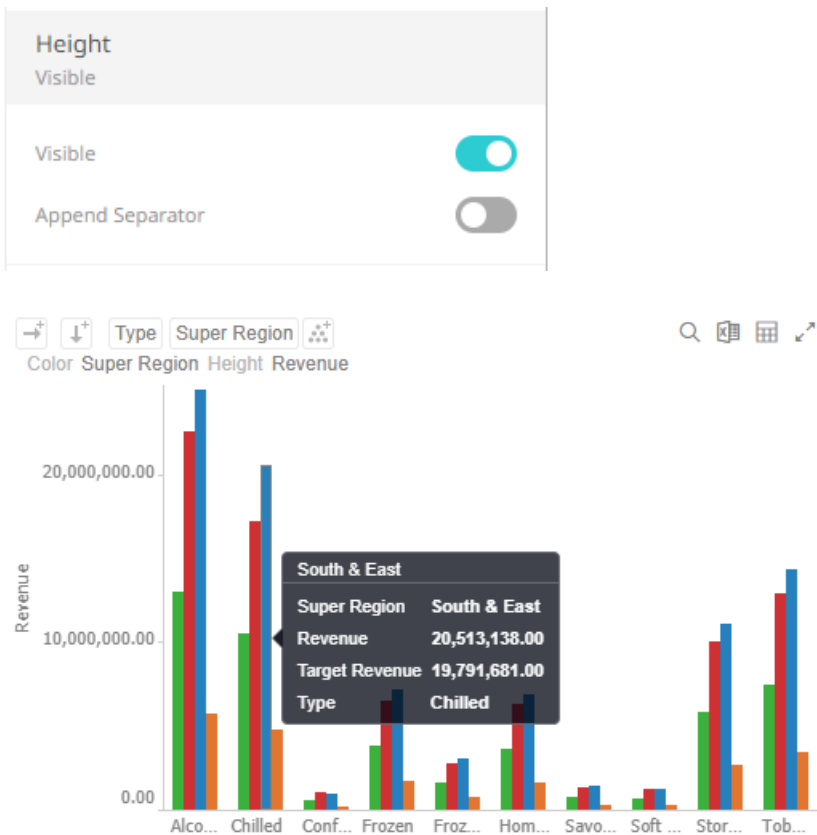 Height
Visible
Visible
Append Separator
Type Super Region
Color Super Region Height Revenue
20,000,000.00
10,000,000.00
0.00
Revenue
South & East
Super Region South & East
Revenue 20,513,138.00
Target Revenue 19,791,681.00
Type Chilled
Alco... Chilled Conf... Frozen Froz... Hom... Savo... Soft ... Stor... Tob...